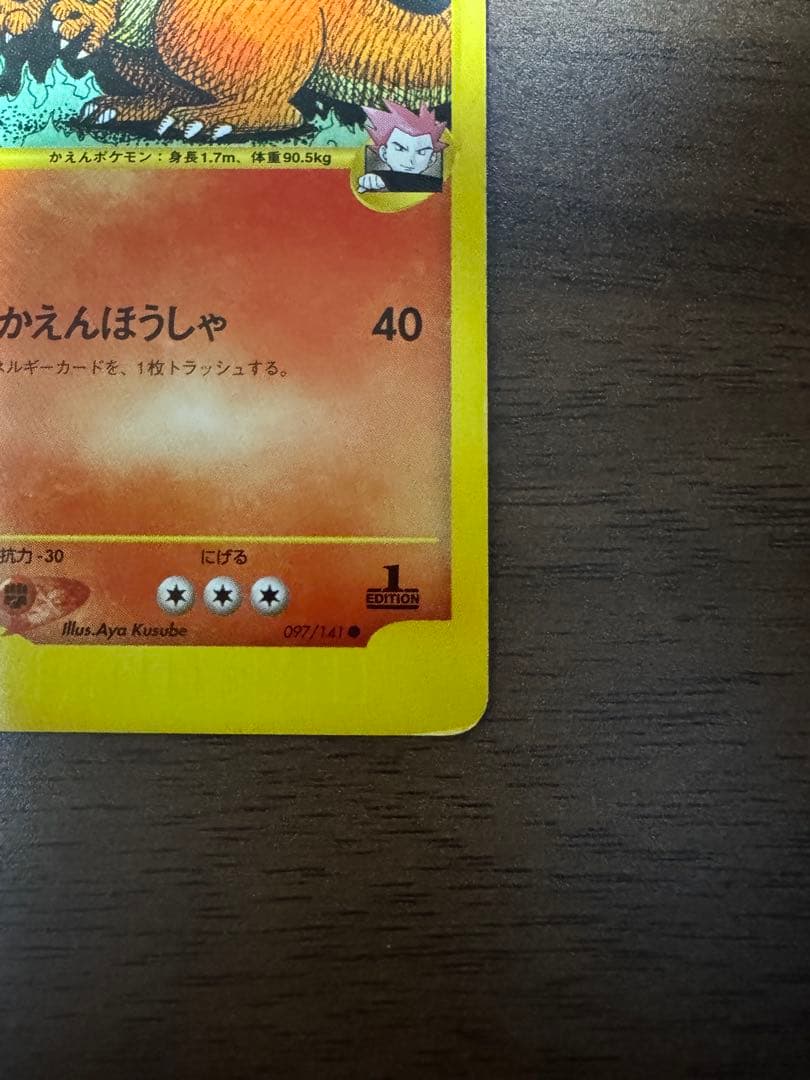 かえんポケモン：身長1.7m、体重90.5kg
かえんほうしゃ 40
ネルギーカードを、1枚トラッシュする。
抗力-30 にげる
1
EDITION
Illus.Aya Kusube 097/141●